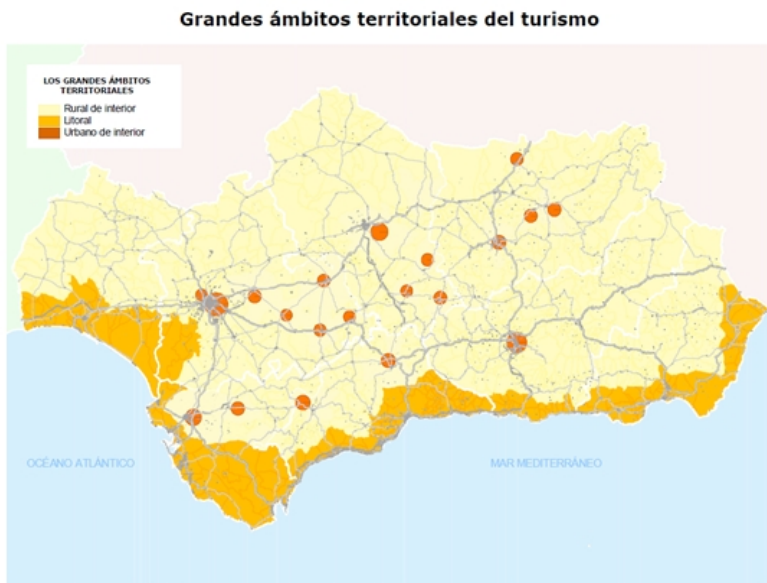 Grandes ámbitos territoriales del turismo
LOS GRANDES ÁMBITOS
TERRITORIALES
Rural de interior
Litoral
Urbano de interior
OCÉANO ATLÁNTICO
MAR MEDITERRÁNEO